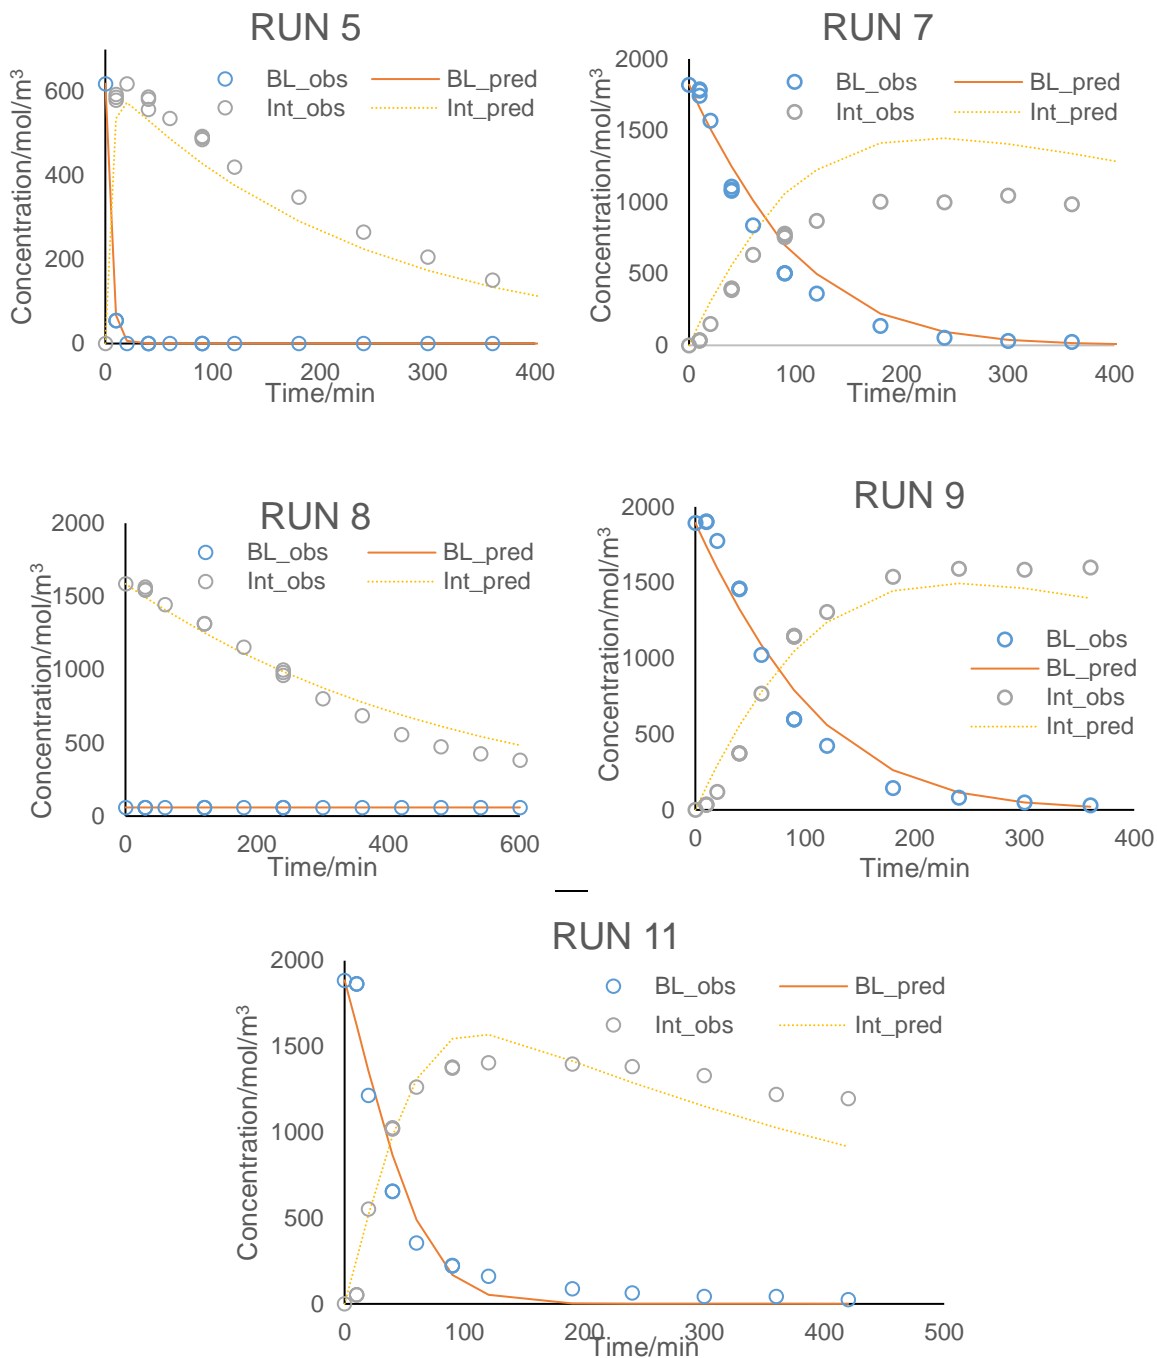 RUN 5
BL_obs BL_pred
Int_obs Int_pred
Concentration/mol/m³
600
400
200
0
0 100 200 300 400
Time/min
RUN 7
BL_obs BL_pred
Int_obs Int_pred
Concentration/mol/m³
2000
1500
1000
500
0
0 100 200 300 400
Time/min
RUN 8
BL_obs BL_pred
Int_obs Int_pred
Concentration/mol/m³
2000
1500
1000
500
0
0 200 400 600
Time/min
RUN 9
BL_obs
BL_pred
Int_obs
Int_pred
Concentration/mol/m³
2000
1500
1000
500
0
0 100 200 300 400
Time/min
RUN 11
BL_obs BL_pred
Int_obs Int_pred
Concentration/mol/m³
2000
1500
1000
500
0
0 100 200 300 400 500
Time/min